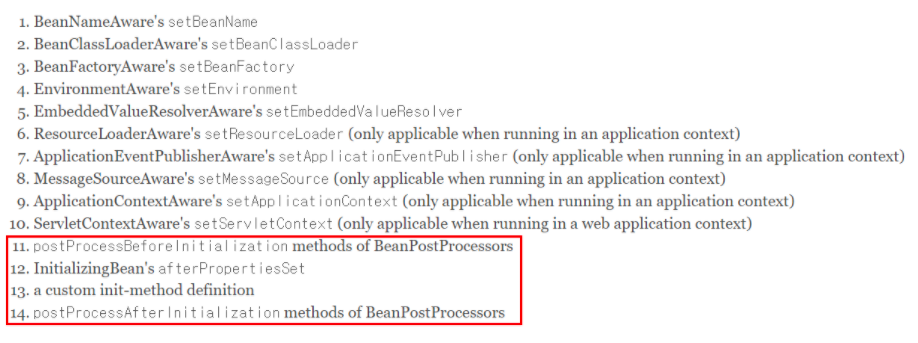 1. BeanNameAware's setBeanName
2. BeanClassLoaderAware's setBeanClassLoader
3. BeanFactoryAware's setBeanFactory
4. EnvironmentAware's setEnvironment
5. EmbeddedValueResolverAware's setEmbeddedValueResolver
6. ResourceLoaderAware's setResourceLoader (only applicable when running in an application context)
7. ApplicationEventPublisherAware's setApplicationEventPublisher (only applicable when running in an application context)
8. MessageSourceAware's setMessageSource (only applicable when running in an application context)
9. ApplicationContextAware's setApplicationContext (only applicable when running in an application context)
10. ServletContextAware's setServletContext (only applicable when running in a web application context)
11. postProcessBeforeInitialization methods of BeanPostProcessors
12. InitializingBean's afterPropertiesSet
13. a custom init-method definition
14. postProcessAfterInitialization methods of BeanPostProcessors